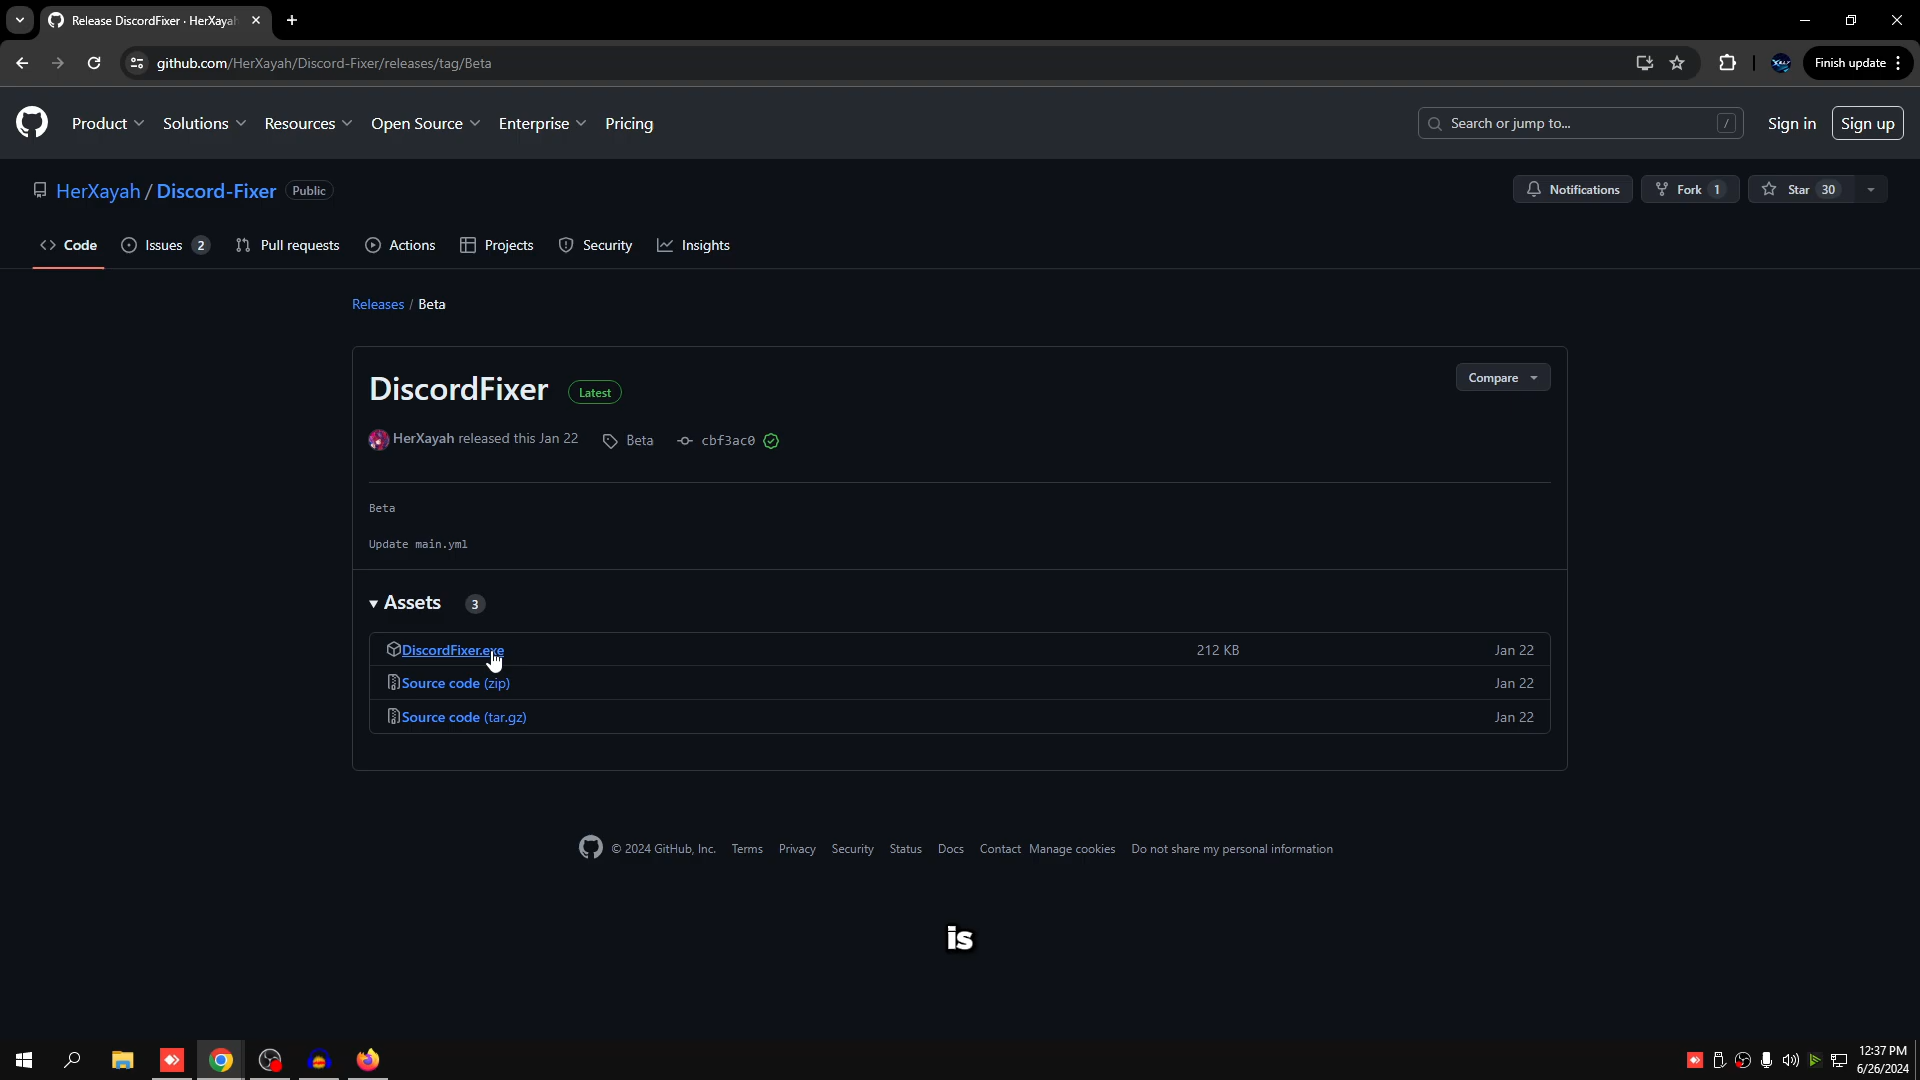 Release DiscordFixer · HerXayah
github.com/HerXayah/Discord-Fixer/releases/tag/Beta
Finish update
Product
Solutions
Resources
Open Source
Enterprise
Pricing
Search or jump to...
/
Sign in
Sign up
HerXayah / Discord-Fixer
Public
Notifications
Fork 1
Star 30
Code
Issues 2
Pull requests
Actions
Projects
Security
Insights
Releases / Beta
DiscordFixer
Latest
Compare
HerXayah released this Jan 22
Beta
cbf3ac0
Beta
Update main.yml
Assets 3
DiscordFixer.exe
212 KB
Jan 22
Source code (zip)
Jan 22
Source code (tar.gz)
Jan 22
© 2024 GitHub, Inc.
Terms
Privacy
Security
Status
Docs
Contact
Manage cookies
Do not share my personal information
is
12:37 PM
6/26/2024